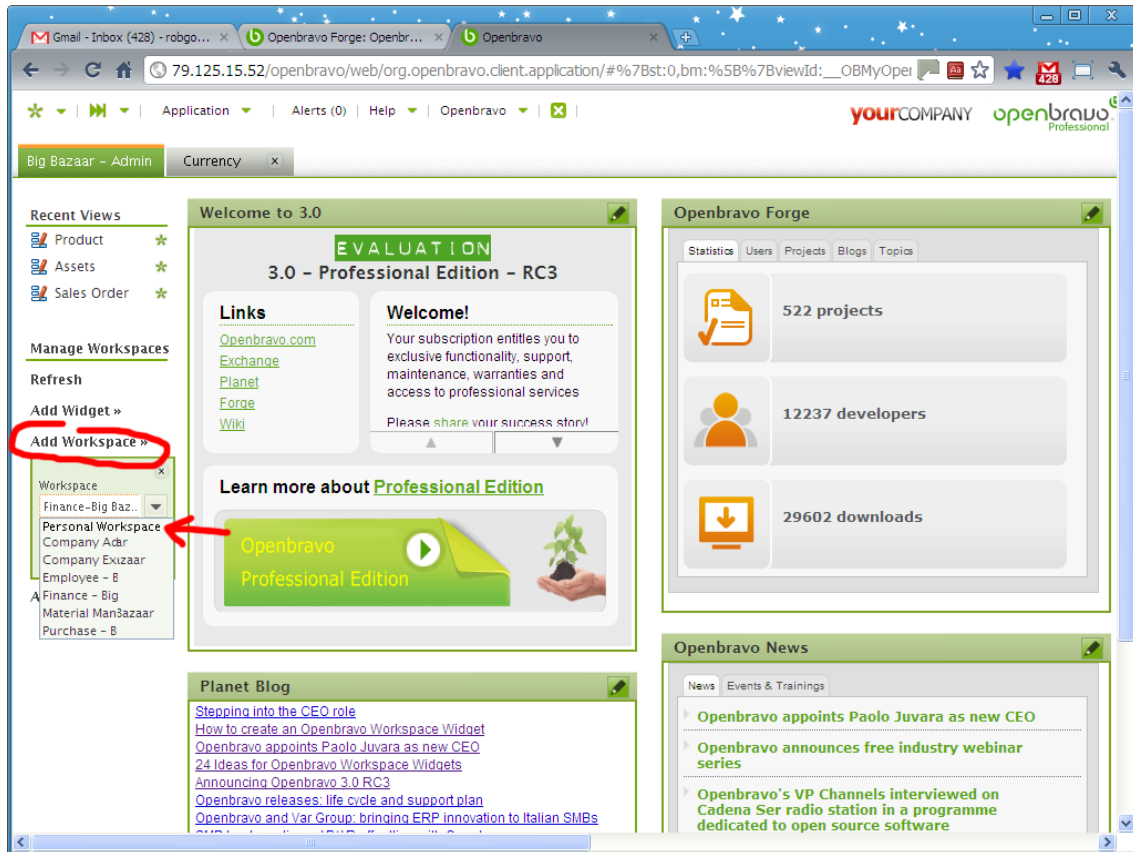 Gmail - Inbox (428) - robgo... ×
Openbravo Forge: Openbr... ×
Openbravo ×
79.125.15.52/openbravo/web/org.openbravo.client.application/#%7Bst:0,bm:%5B%7BviewId:__OBMyOpe
428
Application | Alerts (0) | Help | Openbravo
yourCOMPANY
openbravo
Professional
Big Bazaar - Admin
Currency ×
Recent Views
Product
Assets
Sales Order
Manage Workspaces
Refresh
Add Widget »
Add Workspace »
×
Workspace
Finance-Big Baz..
Personal Workspace
Company Adar
Company Exizaar
Employee - B
Finance - Big
Material Man3azaar
Purchase - B
A
Welcome to 3.0
EVALUATION
3.0 - Professional Edition - RC3
Links
Openbravo.com
Exchange
Planet
Forge
Wiki
Welcome!
Your subscription entitles you to
exclusive functionality, support,
maintenance, warranties and
access to professional services
Please share your success story!
Learn more about Professional Edition
Openbravo
Professional Edition
Planet Blog
Stepping into the CEO role
How to create an Openbravo Workspace Widget
Openbravo appoints Paolo Juvara as new CEO
24 Ideas for Openbravo Workspace Widgets
Announcing Openbravo 3.0 RC3
Openbravo releases: life cycle and support plan
Openbravo and Var Group: bringing ERP innovation to Italian SMBs
Openbravo Forge
Statistics Users Projects Blogs Topics
522 projects
12237 developers
29602 downloads
Openbravo News
News Events & Trainings
Openbravo appoints Paolo Juvara as new CEO
Openbravo announces free industry webinar
series
Openbravo's VP Channels interviewed on
Cadena Ser radio station in a programme
dedicated to open source software